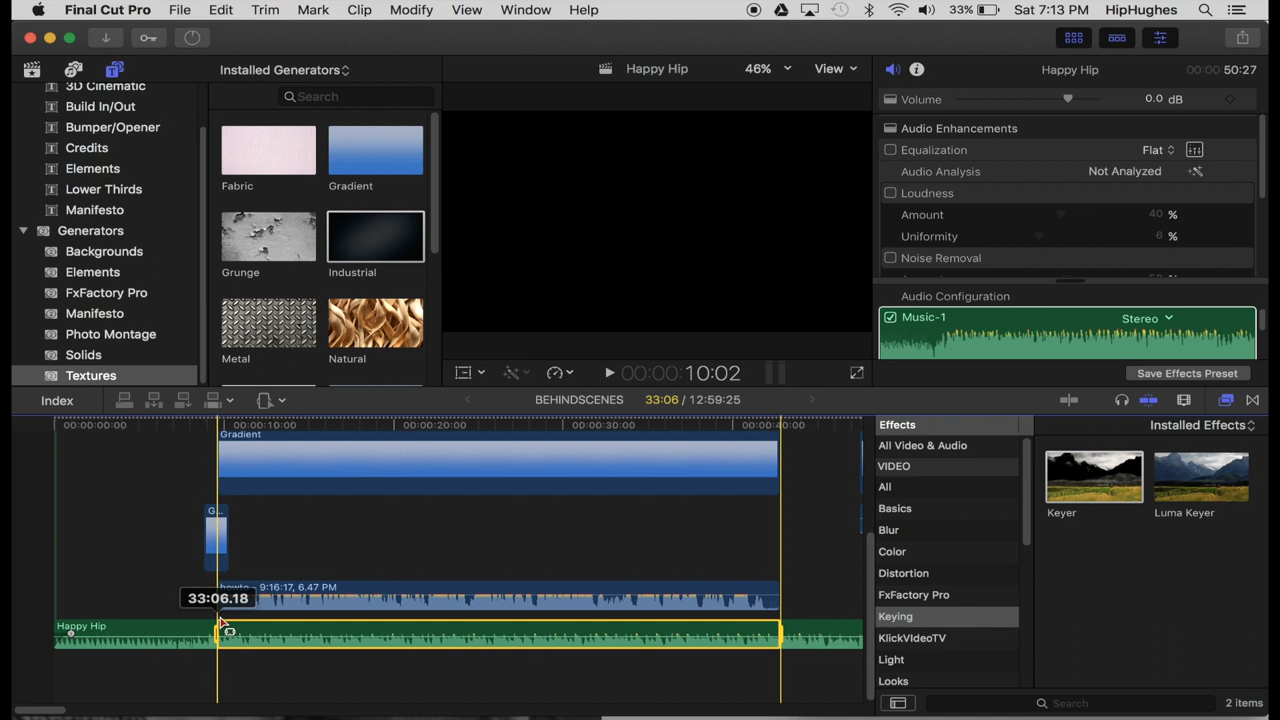 Final Cut Pro File Edit Trim Mark Clip Modify View Window Help 33% Sat 7:13 PM HipHughes
Installed Generators Happy Hip 46% View Happy Hip 00:00:50:27
3D Cinematic
Build In/Out
Bumper/Opener
Credits
Elements
Lower Thirds
Manifesto
Generators
Backgrounds
Elements
FxFactory Pro
Manifesto
Photo Montage
Solids
Textures
Search
Fabric Gradient
Grunge Industrial
Metal Natural
00:00:10:02
Volume 0.0 dB
Audio Enhancements
Equalization Flat
Audio Analysis Not Analyzed
Loudness
Amount 40 %
Uniformity 6 %
Noise Removal
Audio Configuration
Music-1 Stereo
Save Effects Preset
Index BEHINDSCENES 33:06 / 12:59:25
00:00:00:00 00:00:10:00 00:00:20:00 00:00:30:00 00:00:40:00
Gradient
G...
9:16:17, 6.47 PM
33:06.18
Happy Hip
Effects Installed Effects
All Video & Audio
VIDEO
All
Basics
Blur
Color
Distortion
FxFactory Pro
Keying
KlickVIdeoTV
Light
Looks
Keyer Luma Keyer
Search 2 items